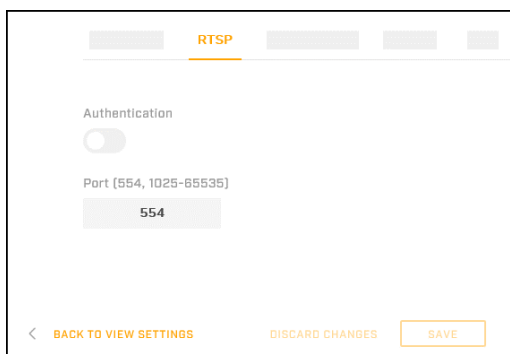 RTSP
Authentication
Port (554, 1025-65535)
554
BACK TO VIEW SETTINGS
DISCARD CHANGES
SAVE